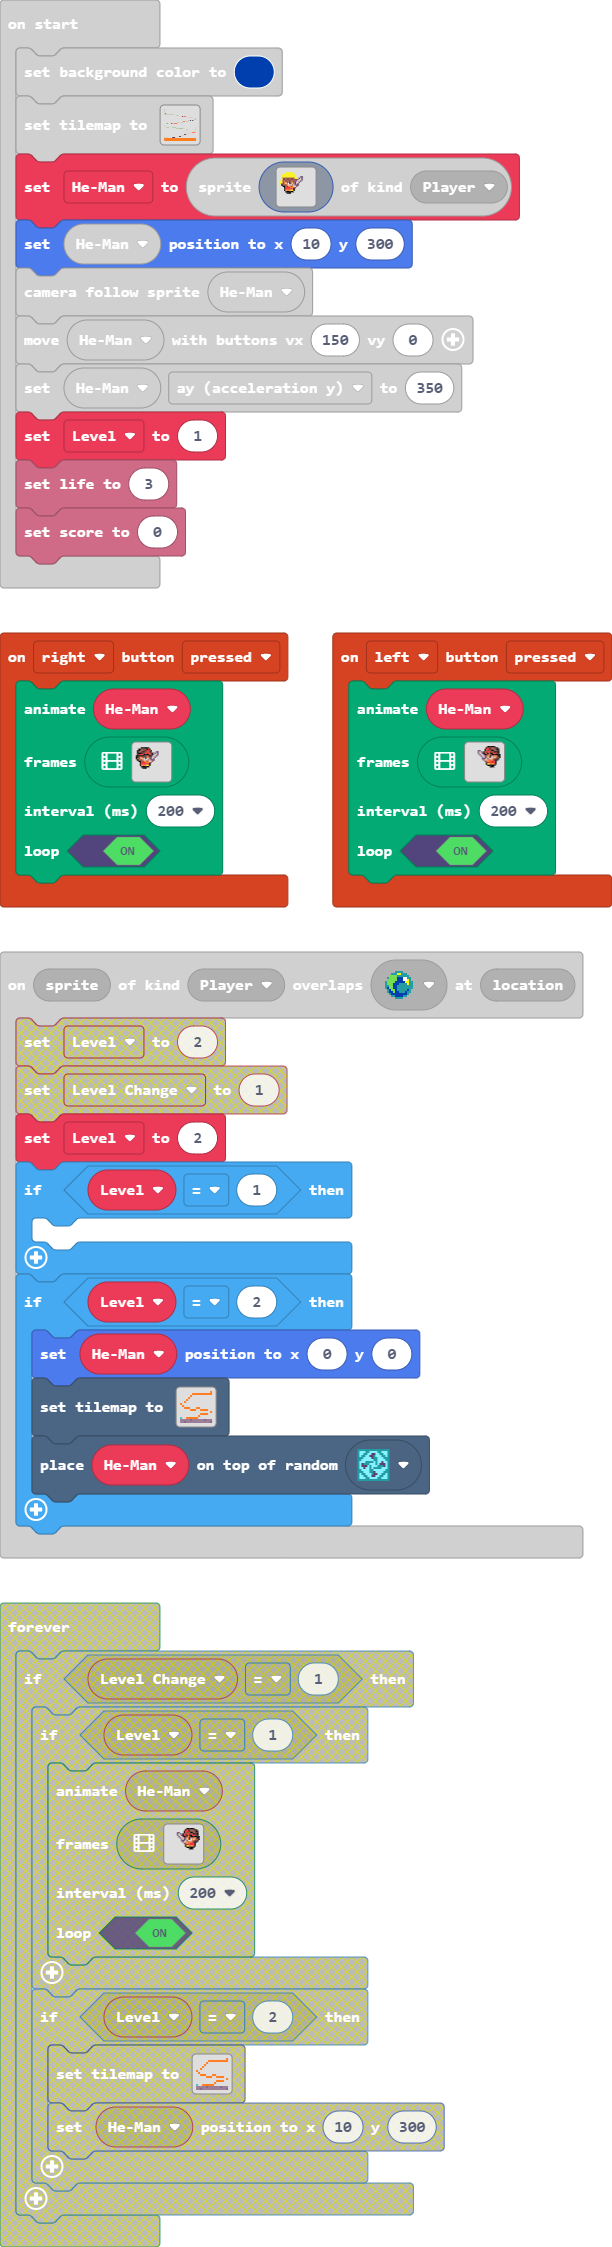 on start
set background color to
set tilemap to
set He-Man to sprite of kind Player
set He-Man position to x 10 y 300
camera follow sprite He-Man
move He-Man with buttons vx 150 vy 0
set He-Man ay (acceleration y) to 350
set Level to 1
set life to 3
set score to 0
on right button pressed
animate He-Man
frames
interval (ms) 200
loop ON
on left button pressed
animate He-Man
frames
interval (ms) 200
loop ON
on sprite of kind Player overlaps at location
set Level to 2
set Level Change to 1
set Level to 2
if Level = 1 then
if Level = 2 then
set He-Man position to x 0 y 0
set tilemap to
place He-Man on top of random
forever
if Level Change = 1 then
if Level = 1 then
animate He-Man
frames
interval (ms) 200
loop ON
if Level = 2 then
set tilemap to
set He-Man position to x 10 y 300